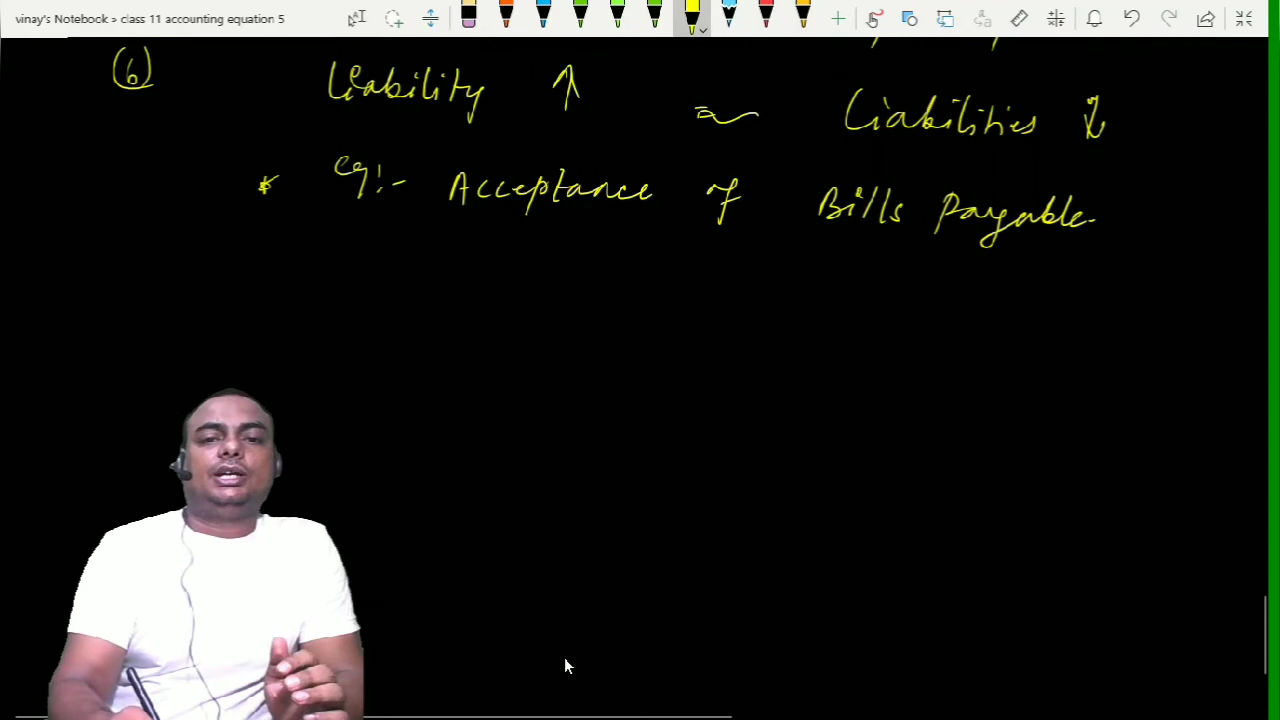 vinay's Notebook > class 11 accounting equation 5
(6) Liability ↑ = Liabilities ↓
* eg:- Acceptance of Bills Payable